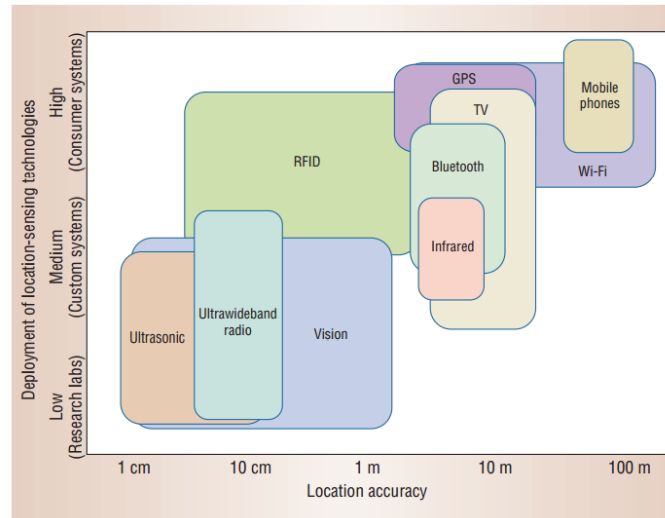 Deployment of location-sensing technologies
High
(Consumer systems)
Medium
(Custom systems)
Low
(Research labs)
GPS
Mobile
phones
TV
RFID
Bluetooth
Wi-Fi
Infrared
Ultrasonic
Ultrawideband
radio
Vision
1 cm
10 cm
1 m
10 m
100 m
Location accuracy